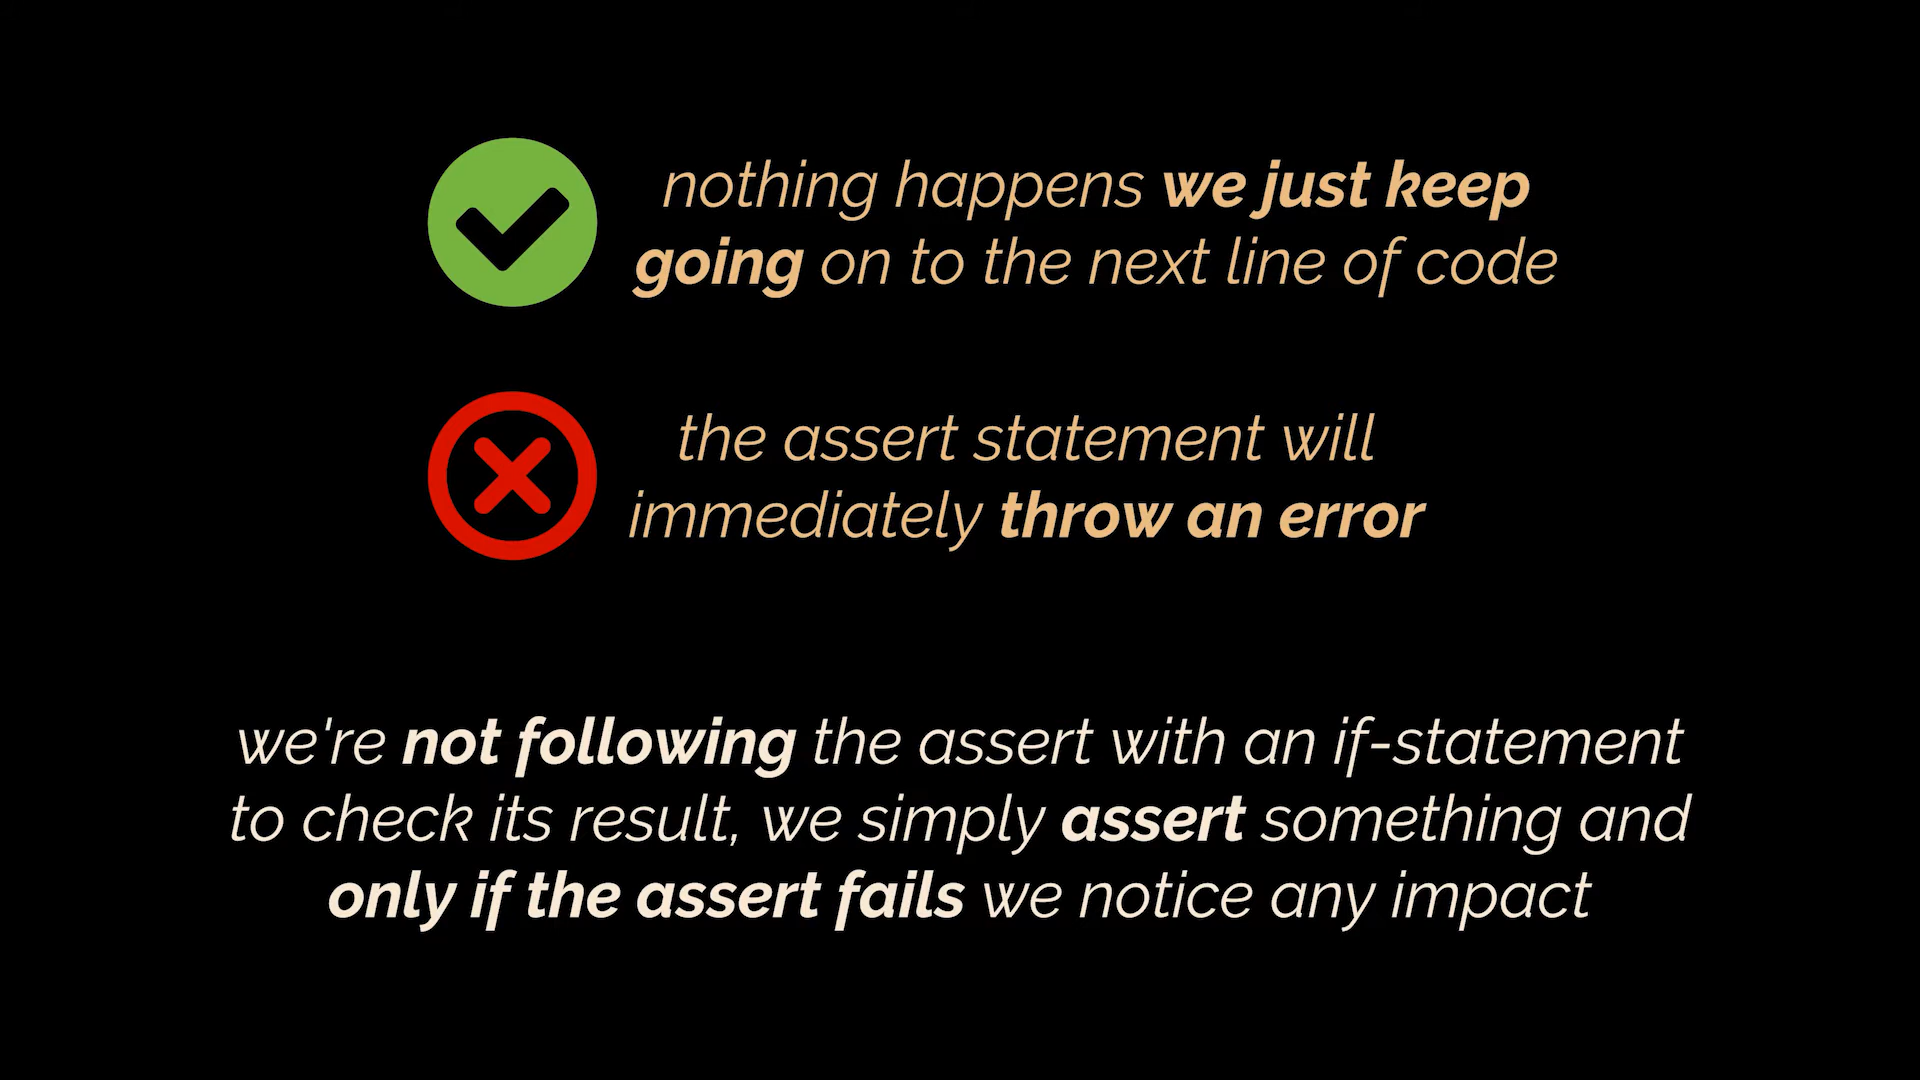 nothing happens we just keep
going on to the next line of code
the assert statement will
immediately throw an error
we're not following the assert with an if-statement
to check its result, we simply assert something and
only if the assert fails we notice any impact